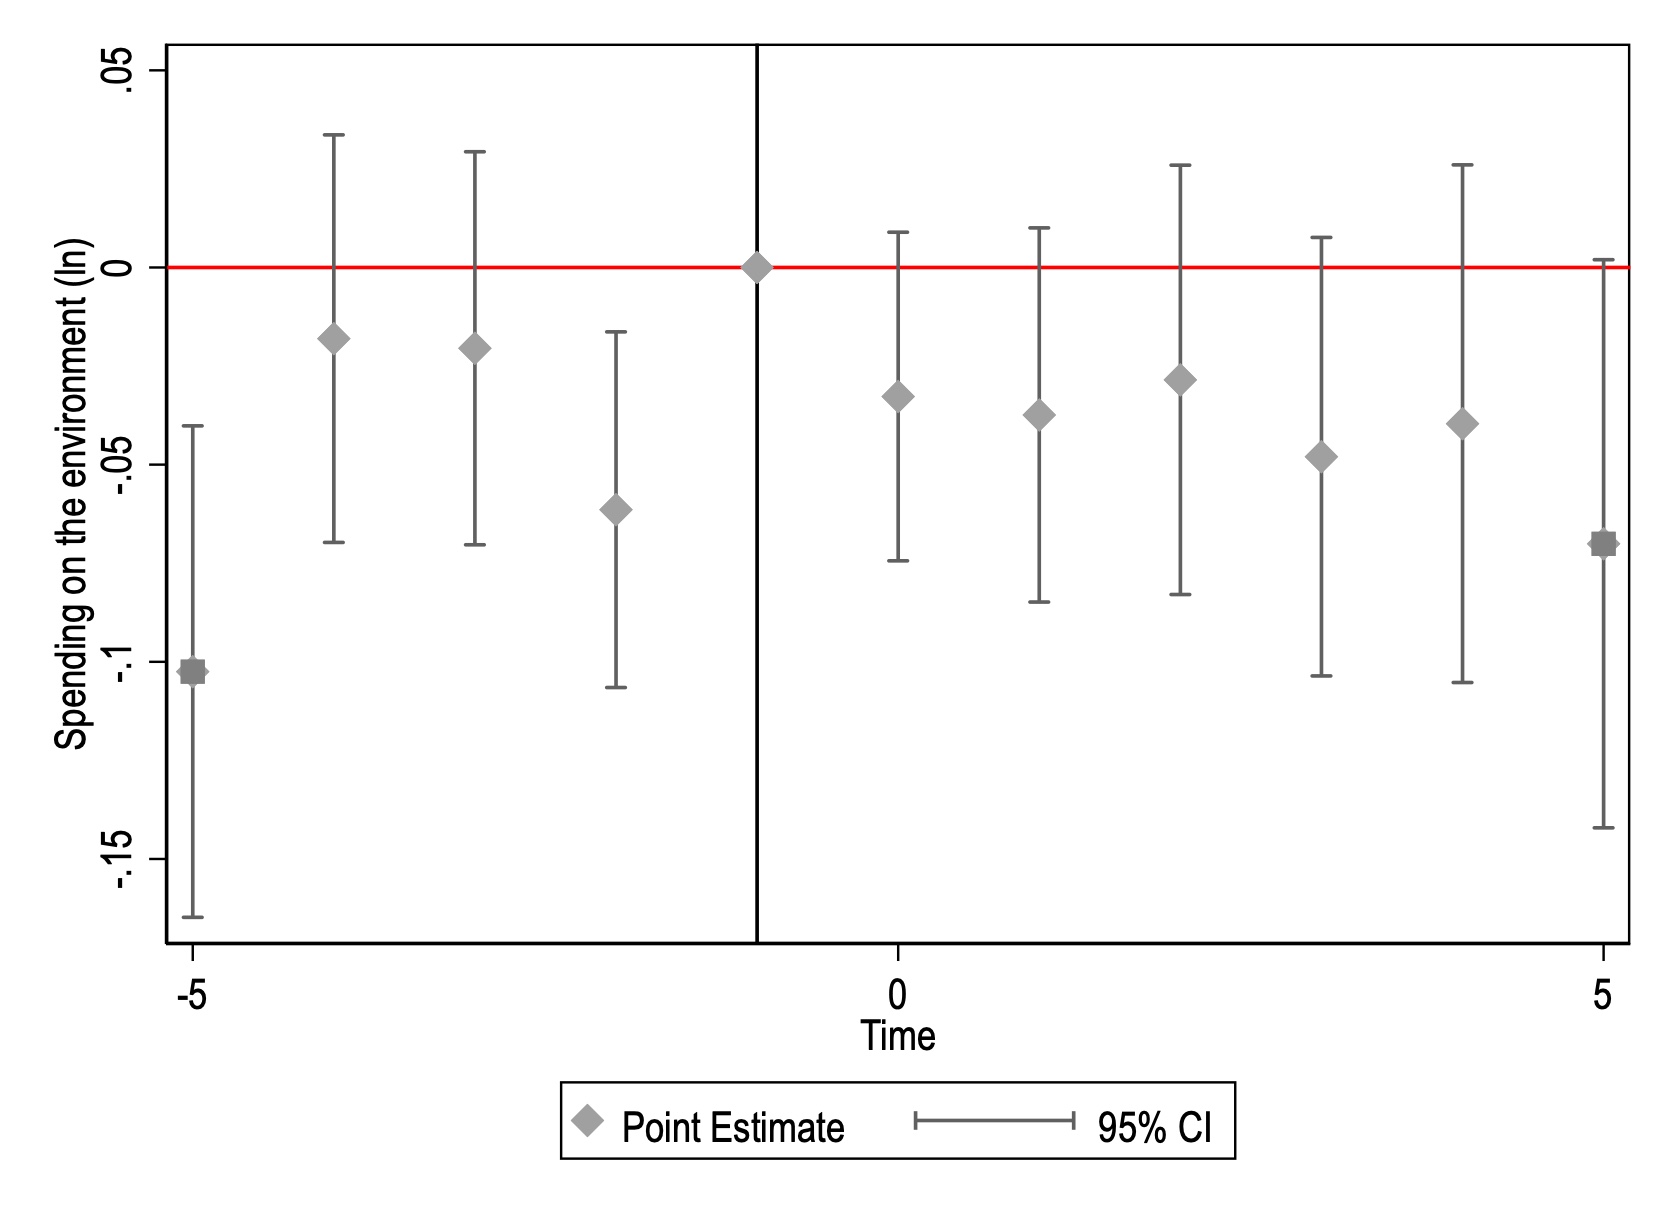 Spending on the environment (ln)
.05
0
-.05
-.1
-.15
-5 0 5
Time
Point Estimate 95% CI